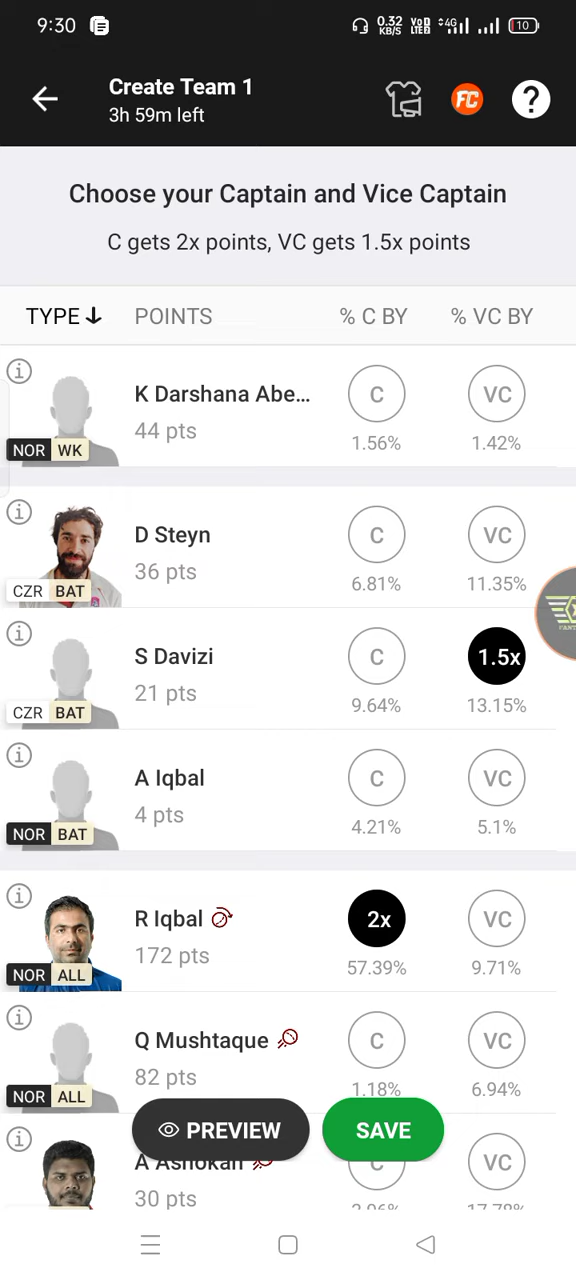 9:30
0.32 KB/S
4G
10
Create Team 1
3h 59m left
FC
?
Choose your Captain and Vice Captain
C gets 2x points, VC gets 1.5x points
TYPE POINTS % C BY % VC BY
K Darshana Abe... C VC
44 pts 1.56% 1.42%
NOR WK
D Steyn C VC
36 pts 6.81% 11.35%
CZR BAT
S Davizi C 1.5x
21 pts 9.64% 13.15%
CZR BAT
A Iqbal C VC
4 pts 4.21% 5.1%
NOR BAT
R Iqbal 2x VC
172 pts 57.39% 9.71%
NOR ALL
Q Mushtaque C VC
82 pts 1.18% 6.94%
NOR ALL
PREVIEW SAVE
A Ashokan C VC
30 pts